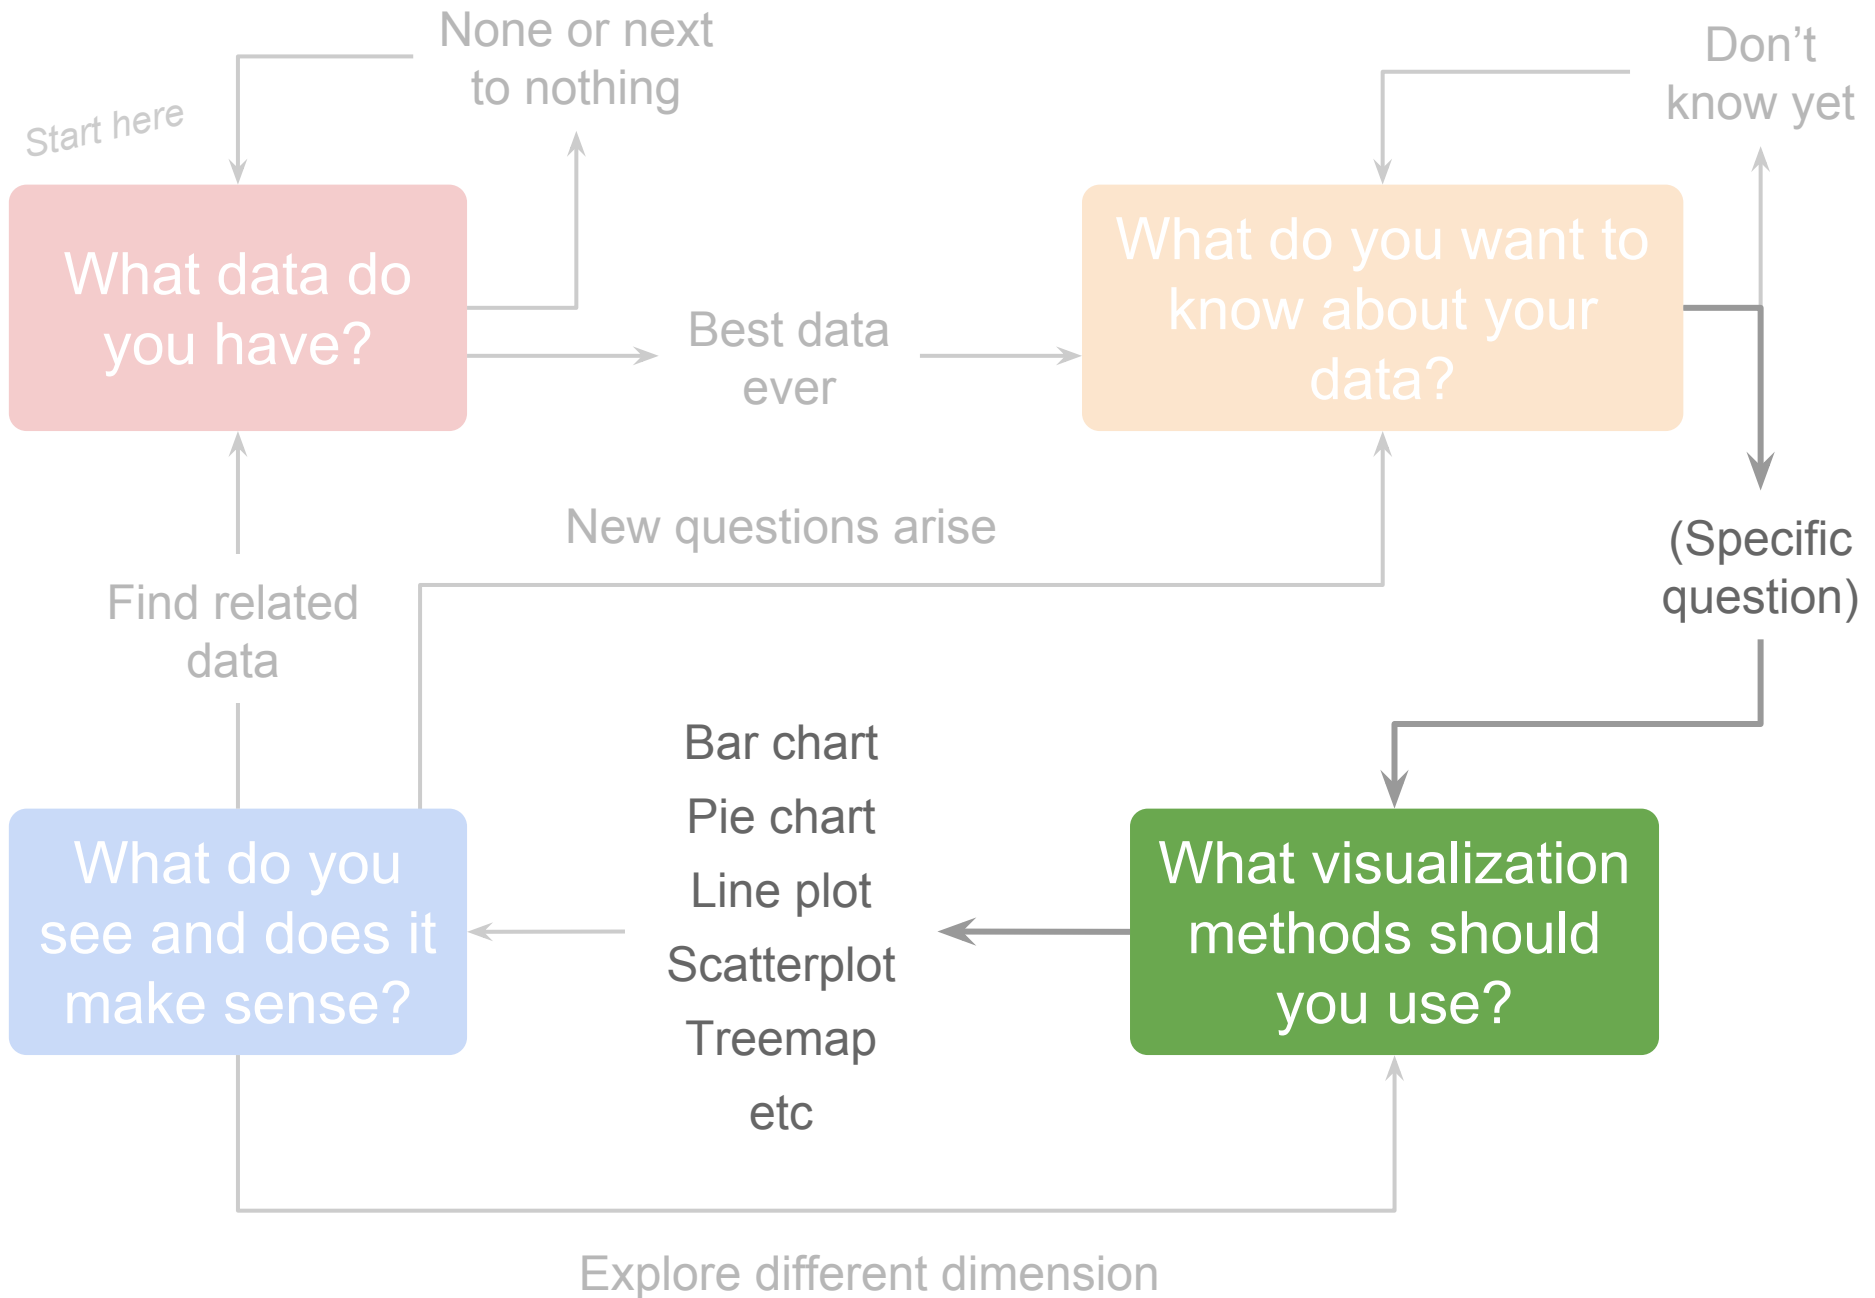 None or next
to nothing
Don’t
know yet
Start here
What data do
you have?
What do you want to
know about your
data?
Best data
ever
New questions arise
(Specific
question)
Find related
data
Bar chart
Pie chart
Line plot
Scatterplot
Treemap
etc
What do you
see and does it
make sense?
What visualization
methods should
you use?
Explore different dimension